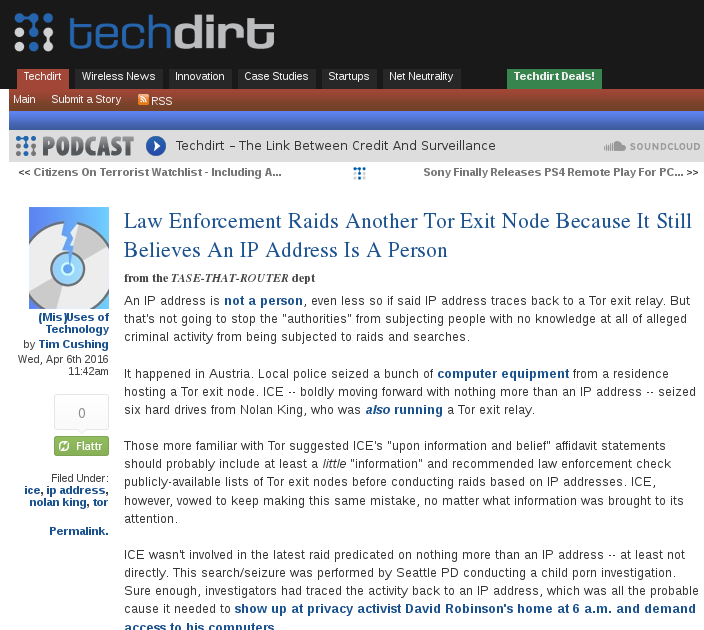 techdirt
Techdirt Wireless News Innovation Case Studies Startups Net Neutrality Techdirt Deals!
Main Submit a Story RSS
PODCAST Techdirt – The Link Between Credit And Surveillance SOUNDCLOUD
<< Citizens On Terrorist Watchlist - Including A... Sony Finally Releases PS4 Remote Play For PC... >>
(Mis)Uses of
Technology
by Tim Cushing
Wed, Apr 6th 2016
11:42am
0
Flattr
Filed Under:
ice, ip address,
nolan king, tor
Permalink.
Law Enforcement Raids Another Tor Exit Node Because It Still
Believes An IP Address Is A Person
from the TASE-THAT-ROUTER dept
An IP address is not a person, even less so if said IP address traces back to a Tor exit relay. But
that's not going to stop the "authorities" from subjecting people with no knowledge at all of alleged
criminal activity from being subjected to raids and searches.
It happened in Austria. Local police seized a bunch of computer equipment from a residence
hosting a Tor exit node. ICE -- boldly moving forward with nothing more than an IP address -- seized
six hard drives from Nolan King, who was also running a Tor exit relay.
Those more familiar with Tor suggested ICE's "upon information and belief" affidavit statements
should probably include at least a little "information" and recommended law enforcement check
publicly-available lists of Tor exit nodes before conducting raids based on IP addresses. ICE,
however, vowed to keep making this same mistake, no matter what information was brought to its
attention.
ICE wasn't involved in the latest raid predicated on nothing more than an IP address -- at least not
directly. This search/seizure was performed by Seattle PD conducting a child porn investigation.
Sure enough, investigators had traced the activity back to an IP address, which was all the probable
cause it needed to show up at privacy activist David Robinson's home at 6 a.m. and demand
access to his computers.